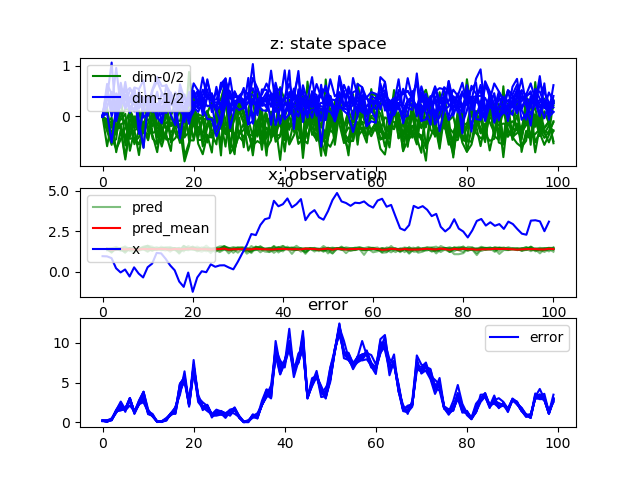 z: state space
1
0
dim-0/2
dim-1/2
0 20 40 60 80 100
x: observation
5.0
2.5
0.0
pred
pred_mean
x
0 20 40 60 80 100
error
10
5
0
error
0 20 40 60 80 100